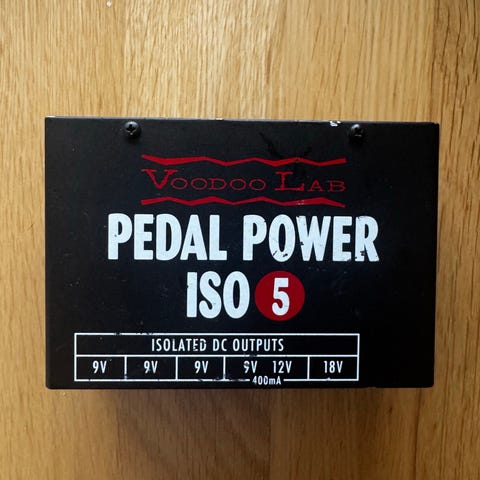 VOODOO LAB
PEDAL POWER
ISO 5
ISOLATED DC OUTPUTS
9V 9V 9V 9V 12V 18V
400mA